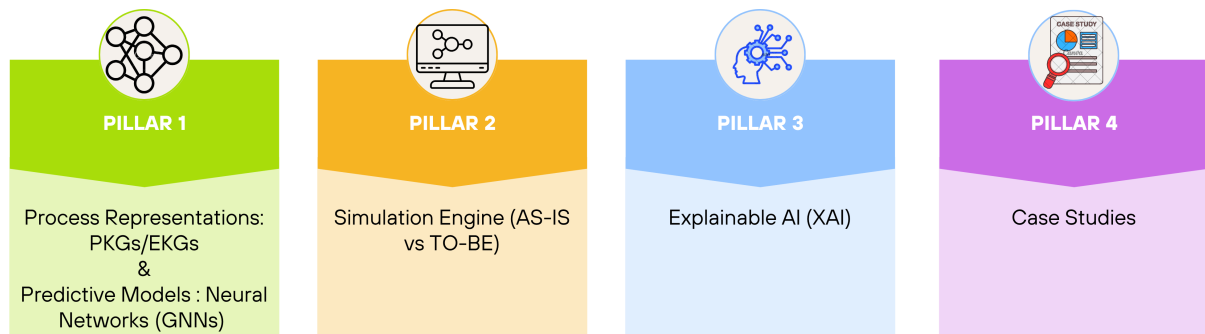 PILLAR 1
Process Representations:
PKGs/EKGs
&
Predictive Models : Neural
Networks (GNNs)
PILLAR 2
Simulation Engine (AS-IS
vs TO-BE)
PILLAR 3
Explainable AI (XAI)
CASE STUDY
PILLAR 4
Case Studies